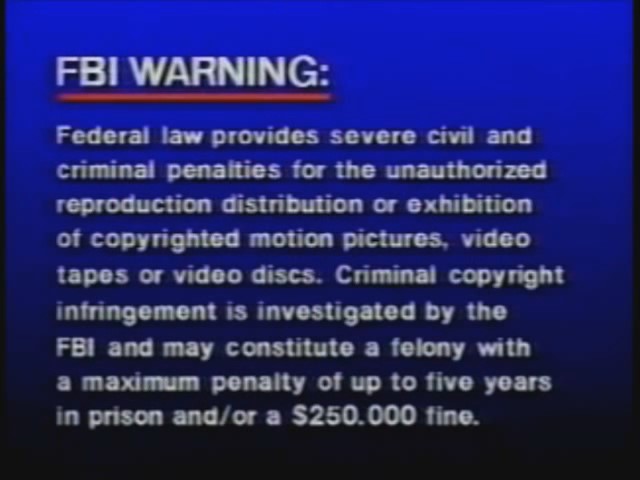 FBI WARNING:
Federal law provides severe civil and
criminal penalties for the unauthorized
reproduction distribution or exhibition
of copyrighted motion pictures, video
tapes or video discs. Criminal copyright
infringement is investigated by the
FBI and may constitute a felony with
a maximum penalty of up to five years
in prison and/or a $250.000 fine.